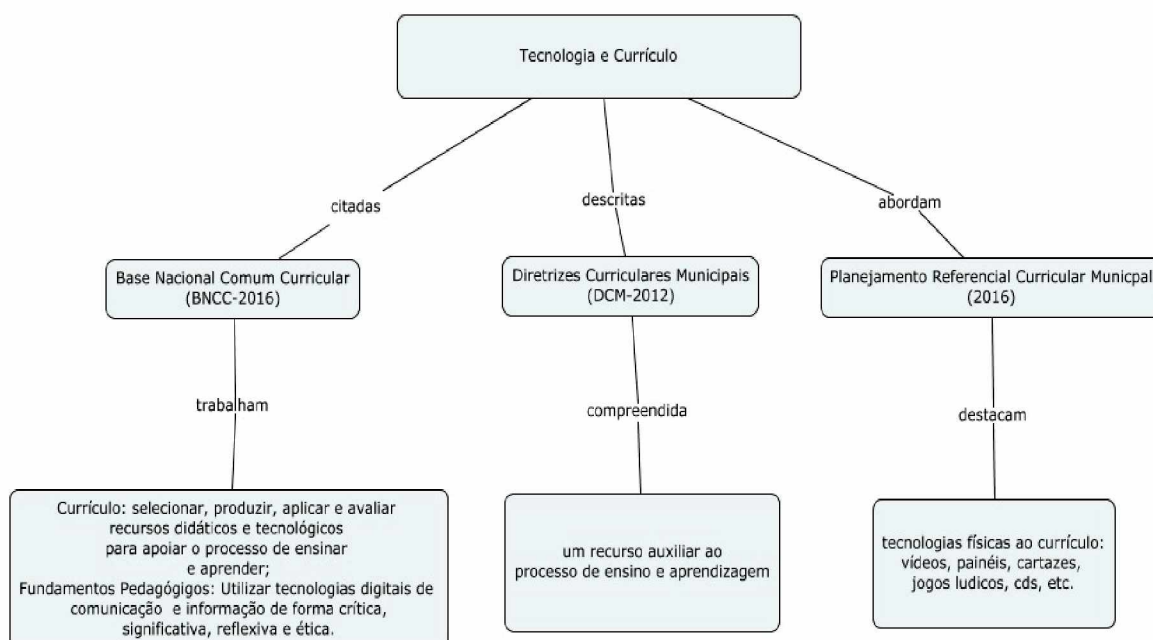 Tecnologia e Currículo
citadas
descritas
abordam
Base Nacional Comum Curricular
(BNCC-2016)
Diretrizes Curriculares Municipais
(DCM-2012)
Planejamento Referencial Curricular Municpal
(2016)
trabalham
compreendida
destacam
Currículo: selecionar, produzir, aplicar e avaliar
recursos didáticos e tecnológicos
para apoiar o processo de ensinar
e aprender;
Fundamentos Pedagógigos: Utilizar tecnologias digitais de
comunicação e informação de forma crítica,
significativa, reflexiva e ética.
um recurso auxiliar ao
processo de ensino e aprendizagem
tecnologias físicas ao currículo:
vídeos, painéis, cartazes,
jogos ludicos, cds, etc.